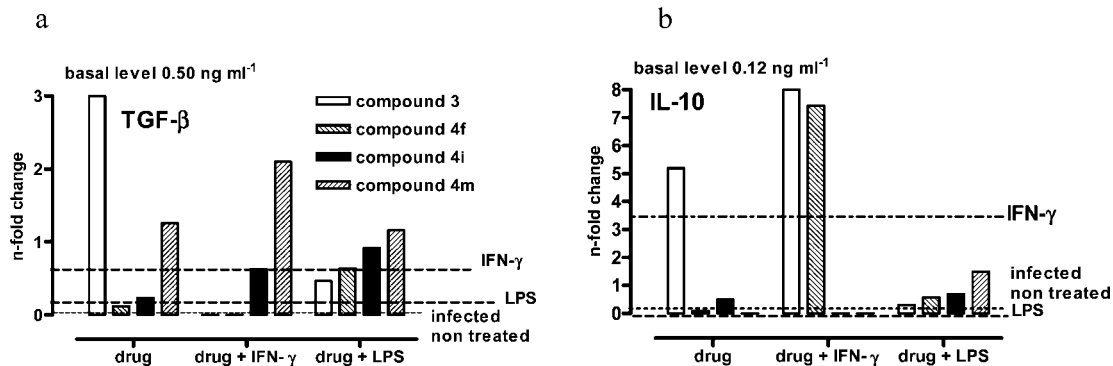 a
basal level 0.50 ng ml-1
TGF-β
n-fold change
3
2
1
0
compound 3
compound 4f
compound 4i
compound 4m
IFN-γ
LPS
infected
non treated
drug
drug + IFN- γ
drug + LPS
b
basal level 0.12 ng ml-1
IL-10
n-fold change
8
7
6
5
4
3
2
1
0
IFN-γ
infected
non treated
LPS
drug
drug + IFN- γ
drug + LPS